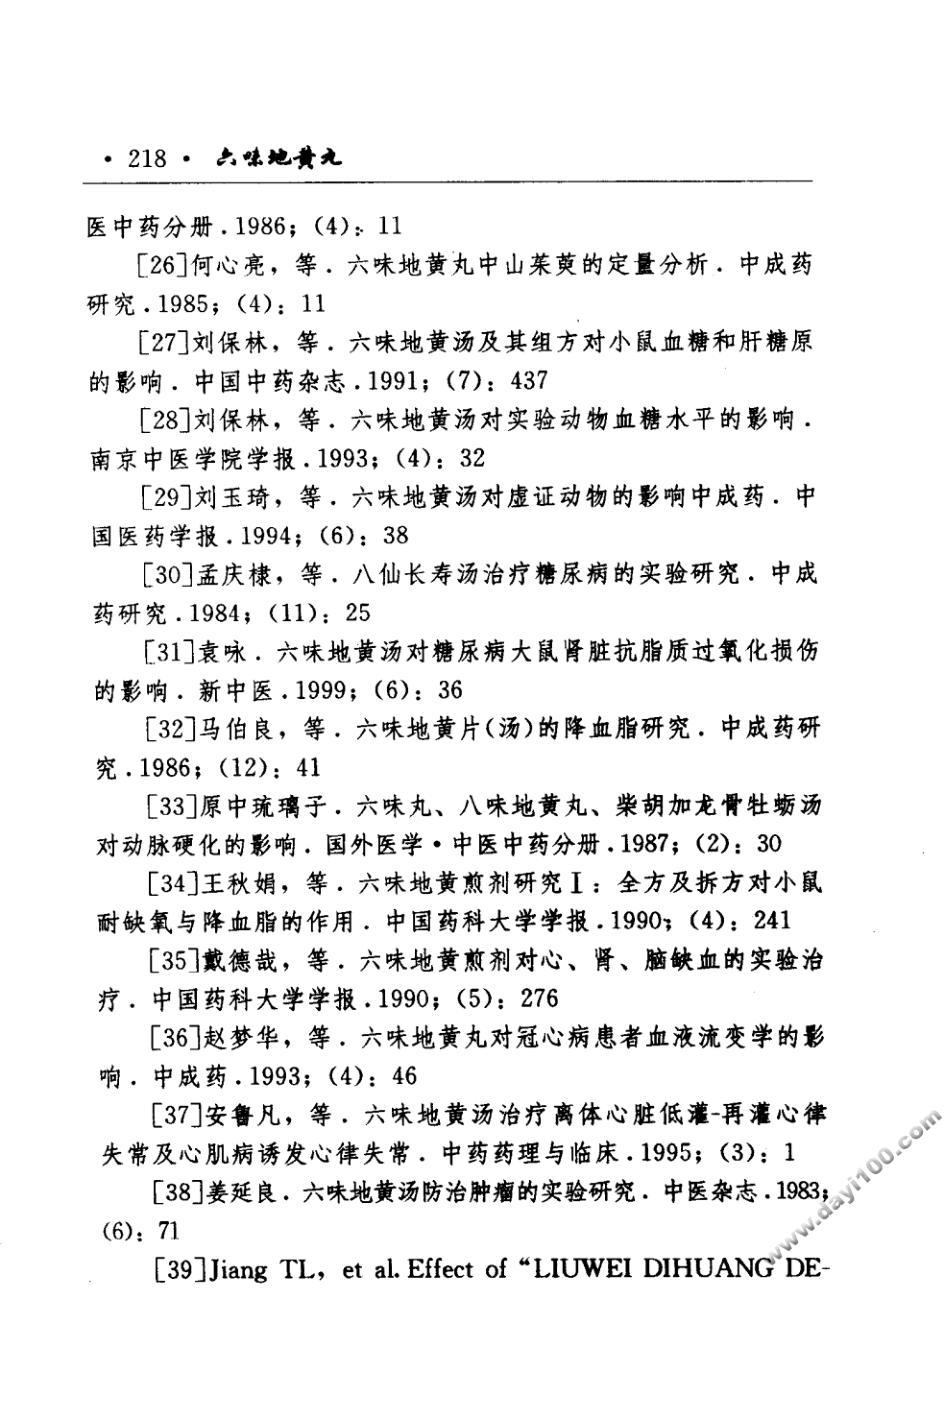 · 218 · 六味地黄丸
医中药分册.1986；(4)：11
[26]何心亮，等．六味地黄丸中山茱萸的定量分析．中成药
研究.1985；(4)：11
[27]刘保林，等．六味地黄汤及其组方对小鼠血糖和肝糖原
的影响．中国中药杂志.1991；(7)：437
[28]刘保林，等．六味地黄汤对实验动物血糖水平的影响．
南京中医学院学报.1993；(4)：32
[29]刘玉琦，等．六味地黄汤对虚证动物的影响中成药．中
国医药学报.1994；(6)：38
[30]孟庆棣，等．八仙长寿汤治疗糖尿病的实验研究．中成
药研究.1984；(11)：25
[31]袁咏．六味地黄汤对糖尿病大鼠肾脏抗脂质过氧化损伤
的影响．新中医.1999；(6)：36
[32]马伯良，等．六味地黄片(汤)的降血脂研究．中成药研
究.1986；(12)：41
[33]原中琉璃子．六味丸、八味地黄丸、柴胡加龙骨牡蛎汤
对动脉硬化的影响．国外医学·中医中药分册.1987；(2)：30
[34]王秋娟，等．六味地黄煎剂研究Ⅰ：全方及拆方对小鼠
耐缺氧与降血脂的作用．中国药科大学学报.1990；(4)：241
[35]戴德哉，等．六味地黄煎剂对心、肾、脑缺血的实验治
疗．中国药科大学学报.1990；(5)：276
[36]赵梦华，等．六味地黄丸对冠心病患者血液流变学的影
响．中成药.1993；(4)：46
[37]安鲁凡，等．六味地黄汤治疗离体心脏低灌-再灌心律
失常及心肌病诱发心律失常．中药药理与临床.1995；(3)：1
[38]姜延良．六味地黄汤防治肿瘤的实验研究．中医杂志.1983；
(6)：71
[39]Jiang TL，et al. Effect of “LIUWEI DIHUANG DE-
www.dayi100.com